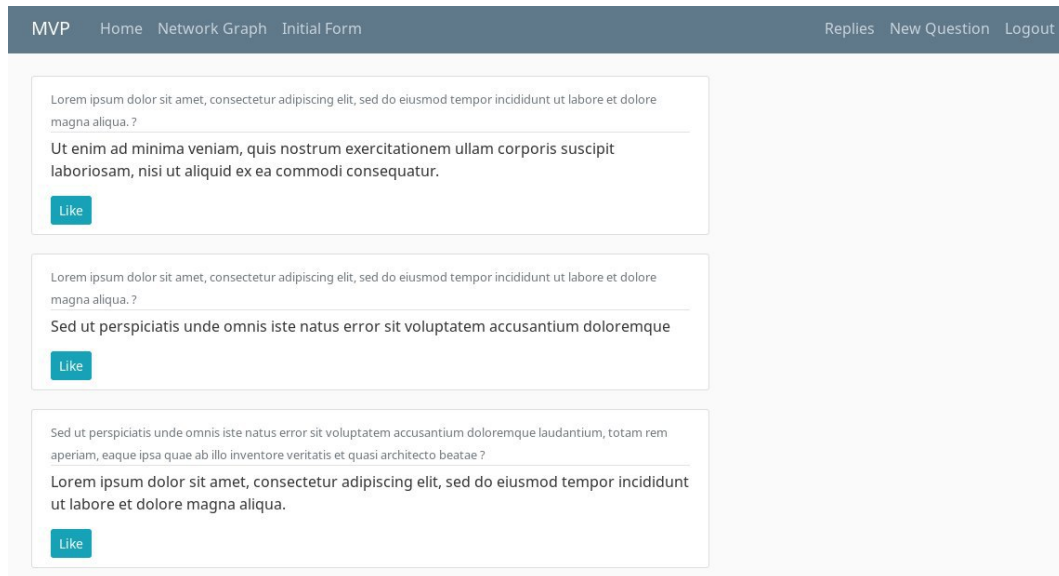 MVP Home Network Graph Initial Form Replies New Question Logout
Lorem ipsum dolor sit amet, consectetur adipiscing elit, sed do eiusmod tempor incididunt ut labore et dolore
magna aliqua. ?
Ut enim ad minima veniam, quis nostrum exercitationem ullam corporis suscipit
laboriosam, nisi ut aliquid ex ea commodi consequatur.
Like
Lorem ipsum dolor sit amet, consectetur adipiscing elit, sed do eiusmod tempor incididunt ut labore et dolore
magna aliqua. ?
Sed ut perspiciatis unde omnis iste natus error sit voluptatem accusantium doloremque
Like
Sed ut perspiciatis unde omnis iste natus error sit voluptatem accusantium doloremque laudantium, totam rem
aperiam, eaque ipsa quae ab illo inventore veritatis et quasi architecto beatae ?
Lorem ipsum dolor sit amet, consectetur adipiscing elit, sed do eiusmod tempor incididunt
ut labore et dolore magna aliqua.
Like